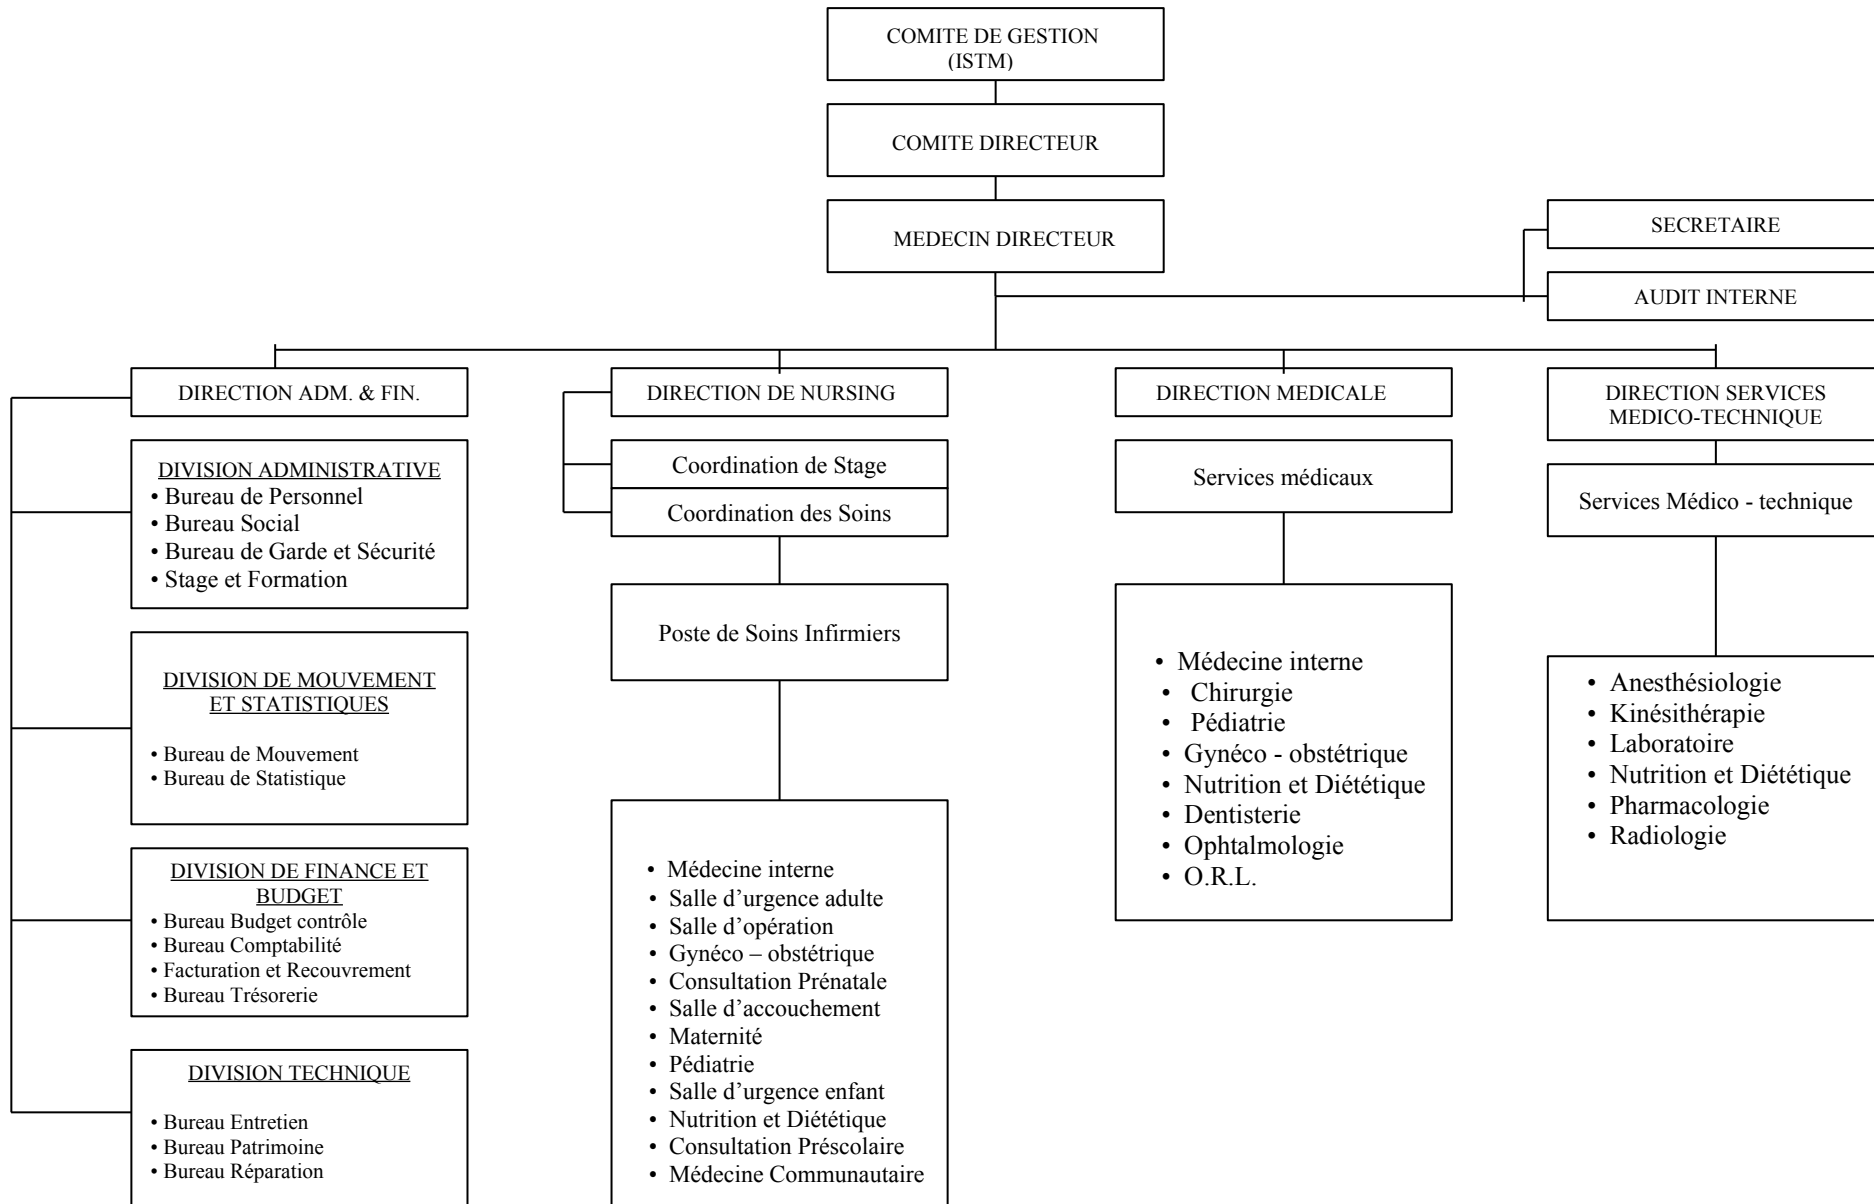 COMITE DE GESTION
(ISTM)
COMITE DIRECTEUR
MEDECIN DIRECTEUR
SECRETAIRE
AUDIT INTERNE
DIRECTION ADM. & FIN.
DIVISION ADMINISTRATIVE
• Bureau de Personnel
• Bureau Social
• Bureau de Garde et Sécurité
• Stage et Formation
DIVISION DE MOUVEMENT
ET STATISTIQUES
• Bureau de Mouvement
• Bureau de Statistique
DIVISION DE FINANCE ET
BUDGET
• Bureau Budget contrôle
• Bureau Comptabilité
• Facturation et Recouvrement
• Bureau Trésorerie
DIVISION TECHNIQUE
• Bureau Entretien
• Bureau Patrimoine
• Bureau Réparation
DIRECTION DE NURSING
Coordination de Stage
Coordination des Soins
Poste de Soins Infirmiers
• Médecine interne
• Salle d’urgence adulte
• Salle d’opération
• Gynéco – obstétrique
• Consultation Prénatale
• Salle d’accouchement
• Maternité
• Pédiatrie
• Salle d’urgence enfant
• Nutrition et Diététique
• Consultation Préscolaire
• Médecine Communautaire
DIRECTION MEDICALE
Services médicaux
• Médecine interne
• Chirurgie
• Pédiatrie
• Gynéco - obstétrique
• Nutrition et Diététique
• Dentisterie
• Ophtalmologie
• O.R.L.
DIRECTION SERVICES
MEDICO-TECHNIQUE
Services Médico - technique
• Anesthésiologie
• Kinésithérapie
• Laboratoire
• Nutrition et Diététique
• Pharmacologie
• Radiologie